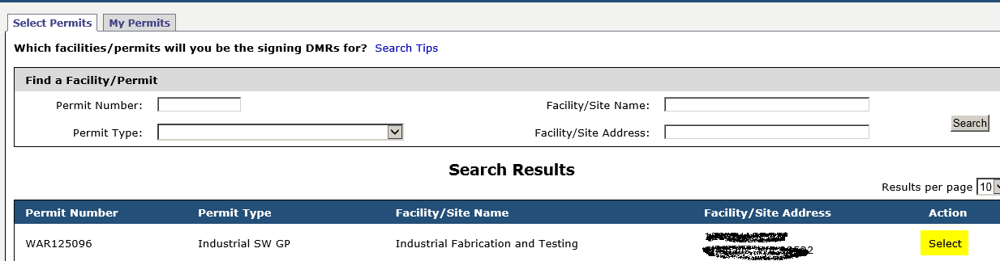 Select Permits My Permits
Which facilities/permits will you be the signing DMRs for? Search Tips
Find a Facility/Permit
Permit Number: Facility/Site Name:
Permit Type: Facility/Site Address: Search
Search Results
Results per page 10
Permit Number Permit Type Facility/Site Name Facility/Site Address Action
WAR125096 Industrial SW GP Industrial Fabrication and Testing Select